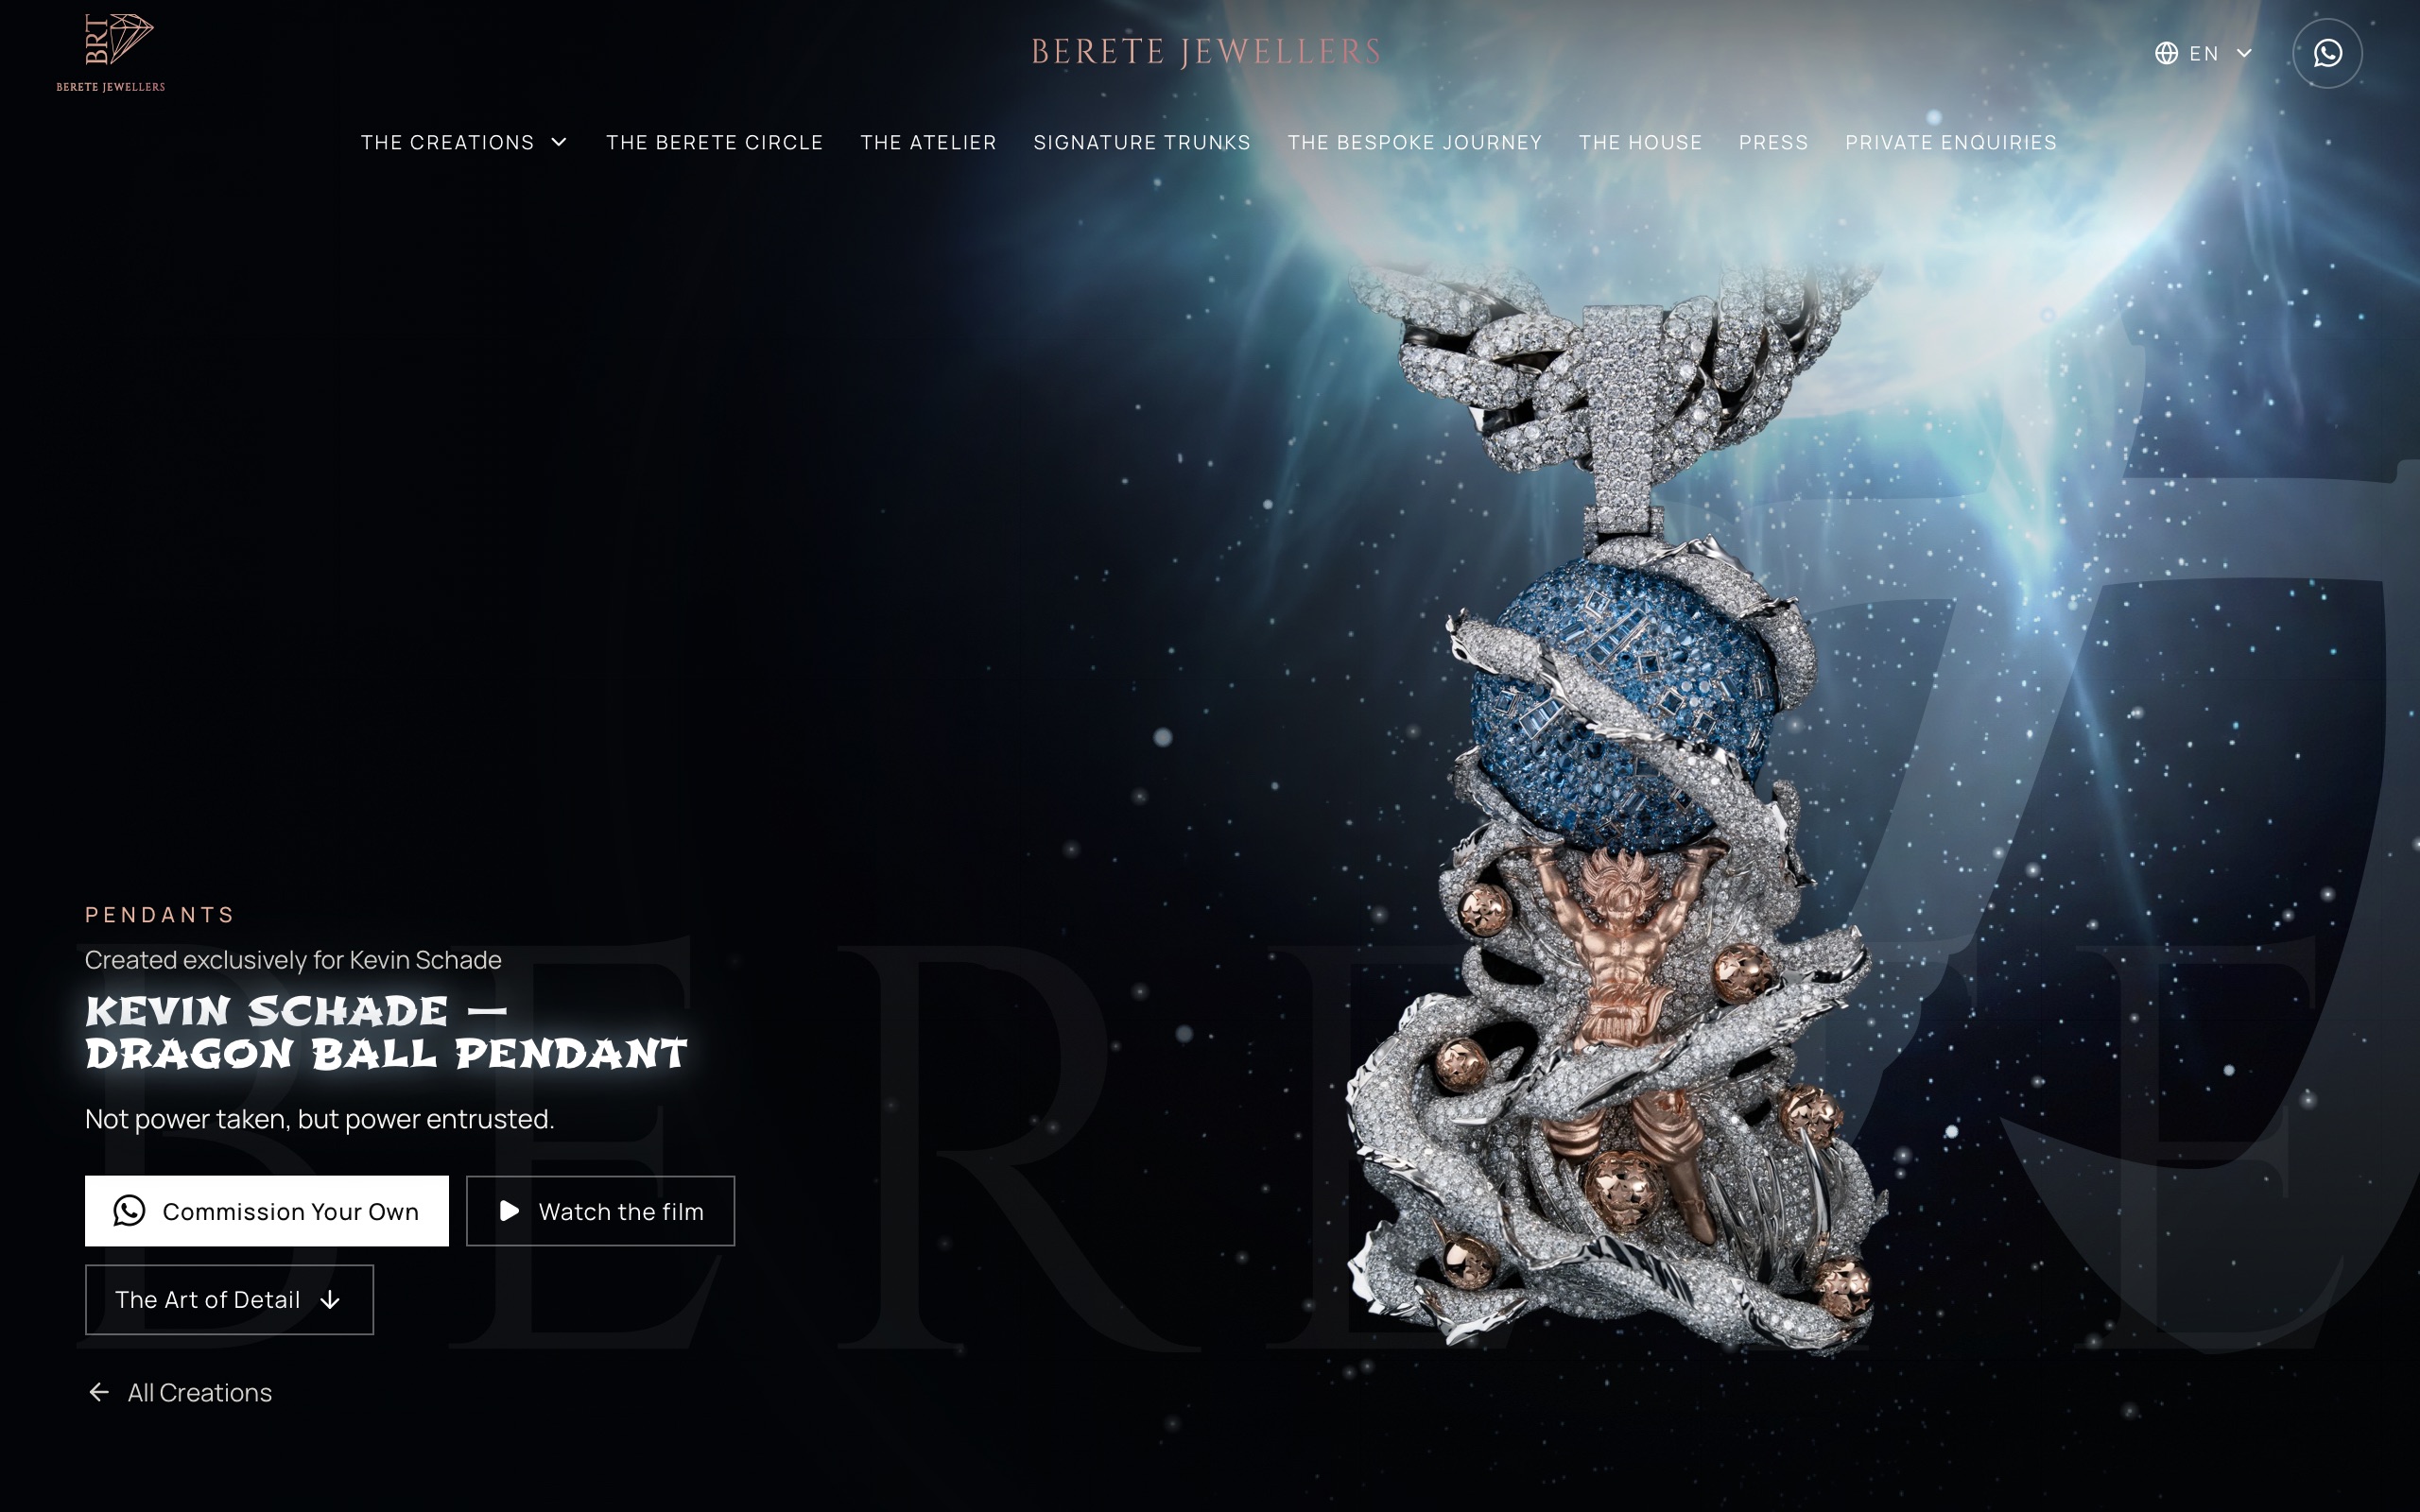 BRT
BERETE JEWELLERS
BERETE JEWELLERS
EN
THE CREATIONS
THE BERETE CIRCLE
THE ATELIER
SIGNATURE TRUNKS
THE BESPOKE JOURNEY
THE HOUSE
PRESS
PRIVATE ENQUIRIES
PENDANTS
Created exclusively for Kevin Schade
KEVIN SCHADE —
DRAGON BALL PENDANT
Not power taken, but power entrusted.
Commission Your Own
Watch the film
The Art of Detail
All Creations
BERETE